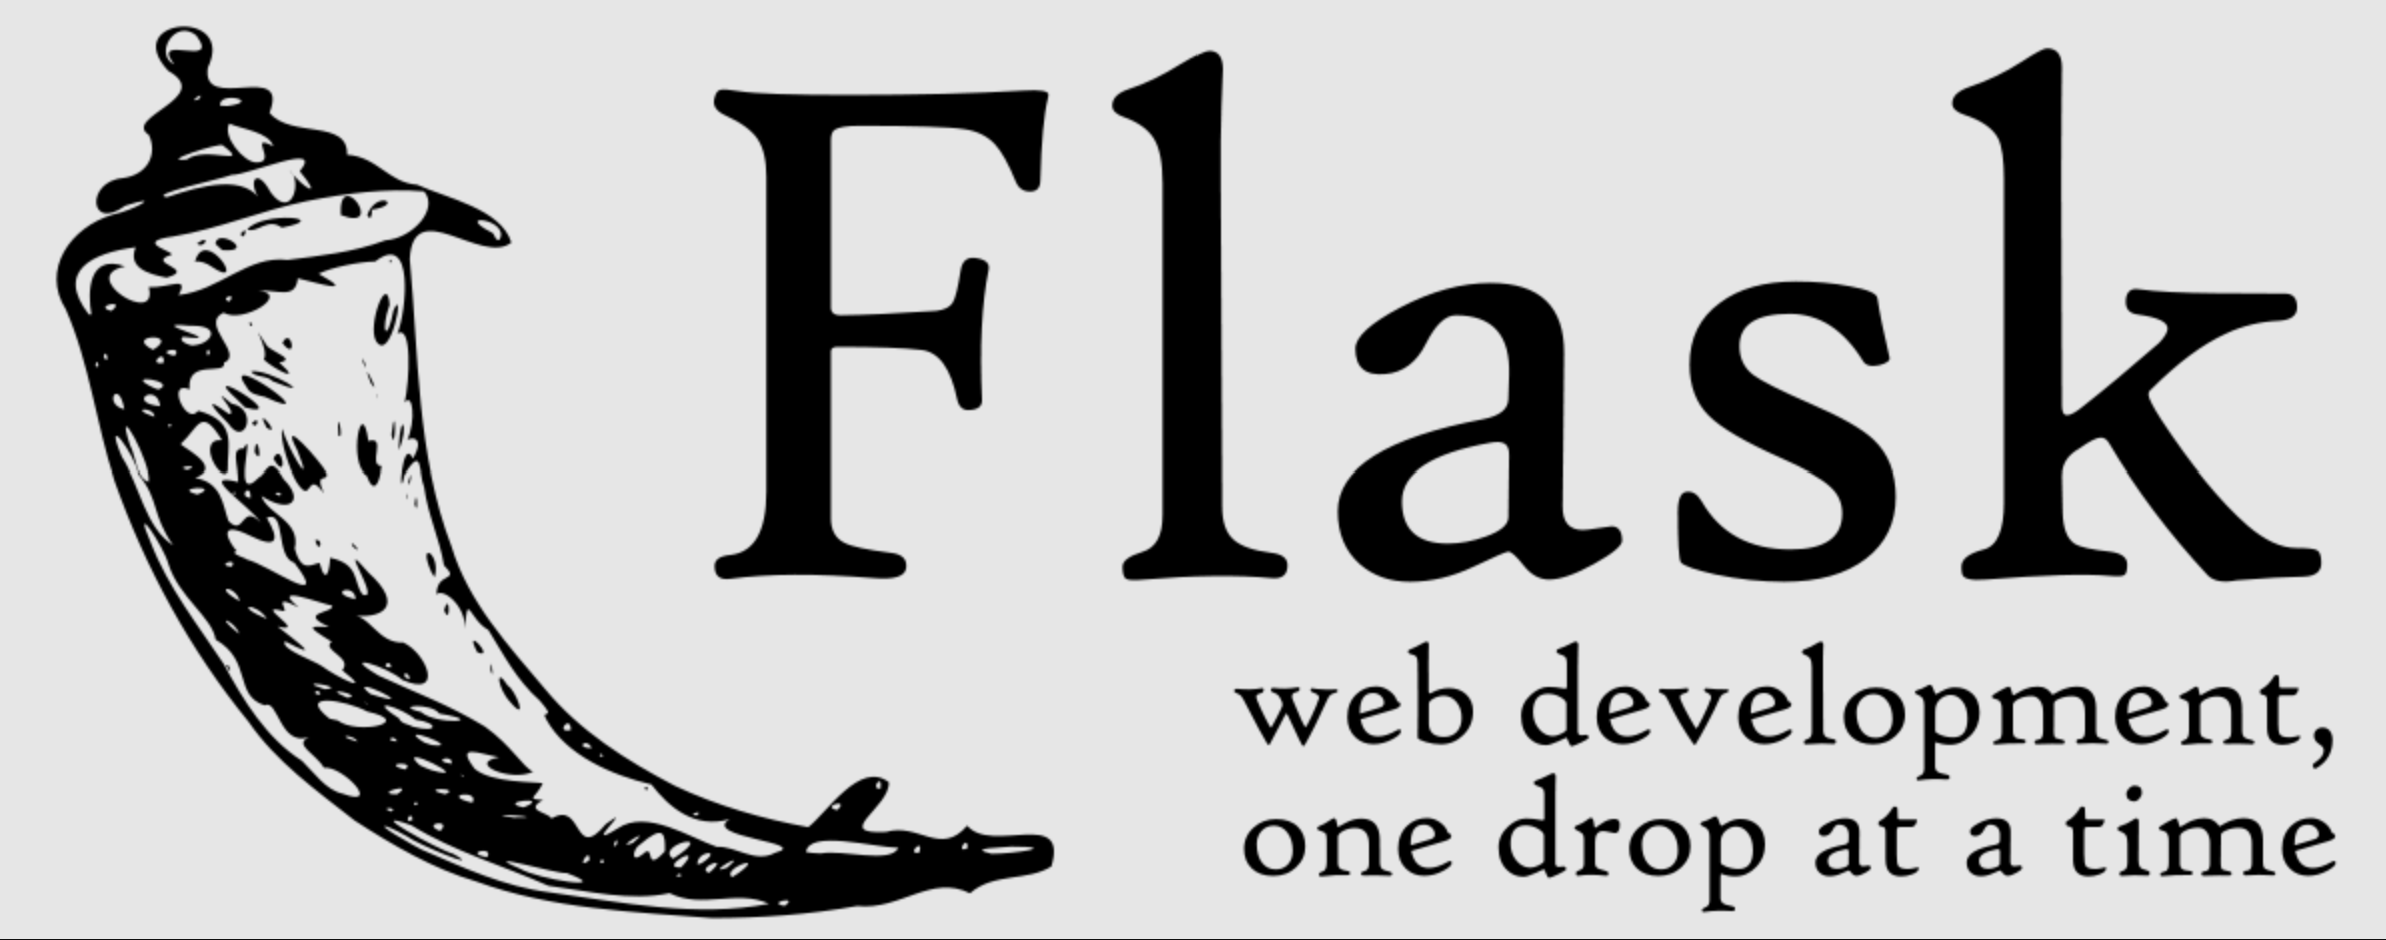 Flask
web development,
one drop at a time